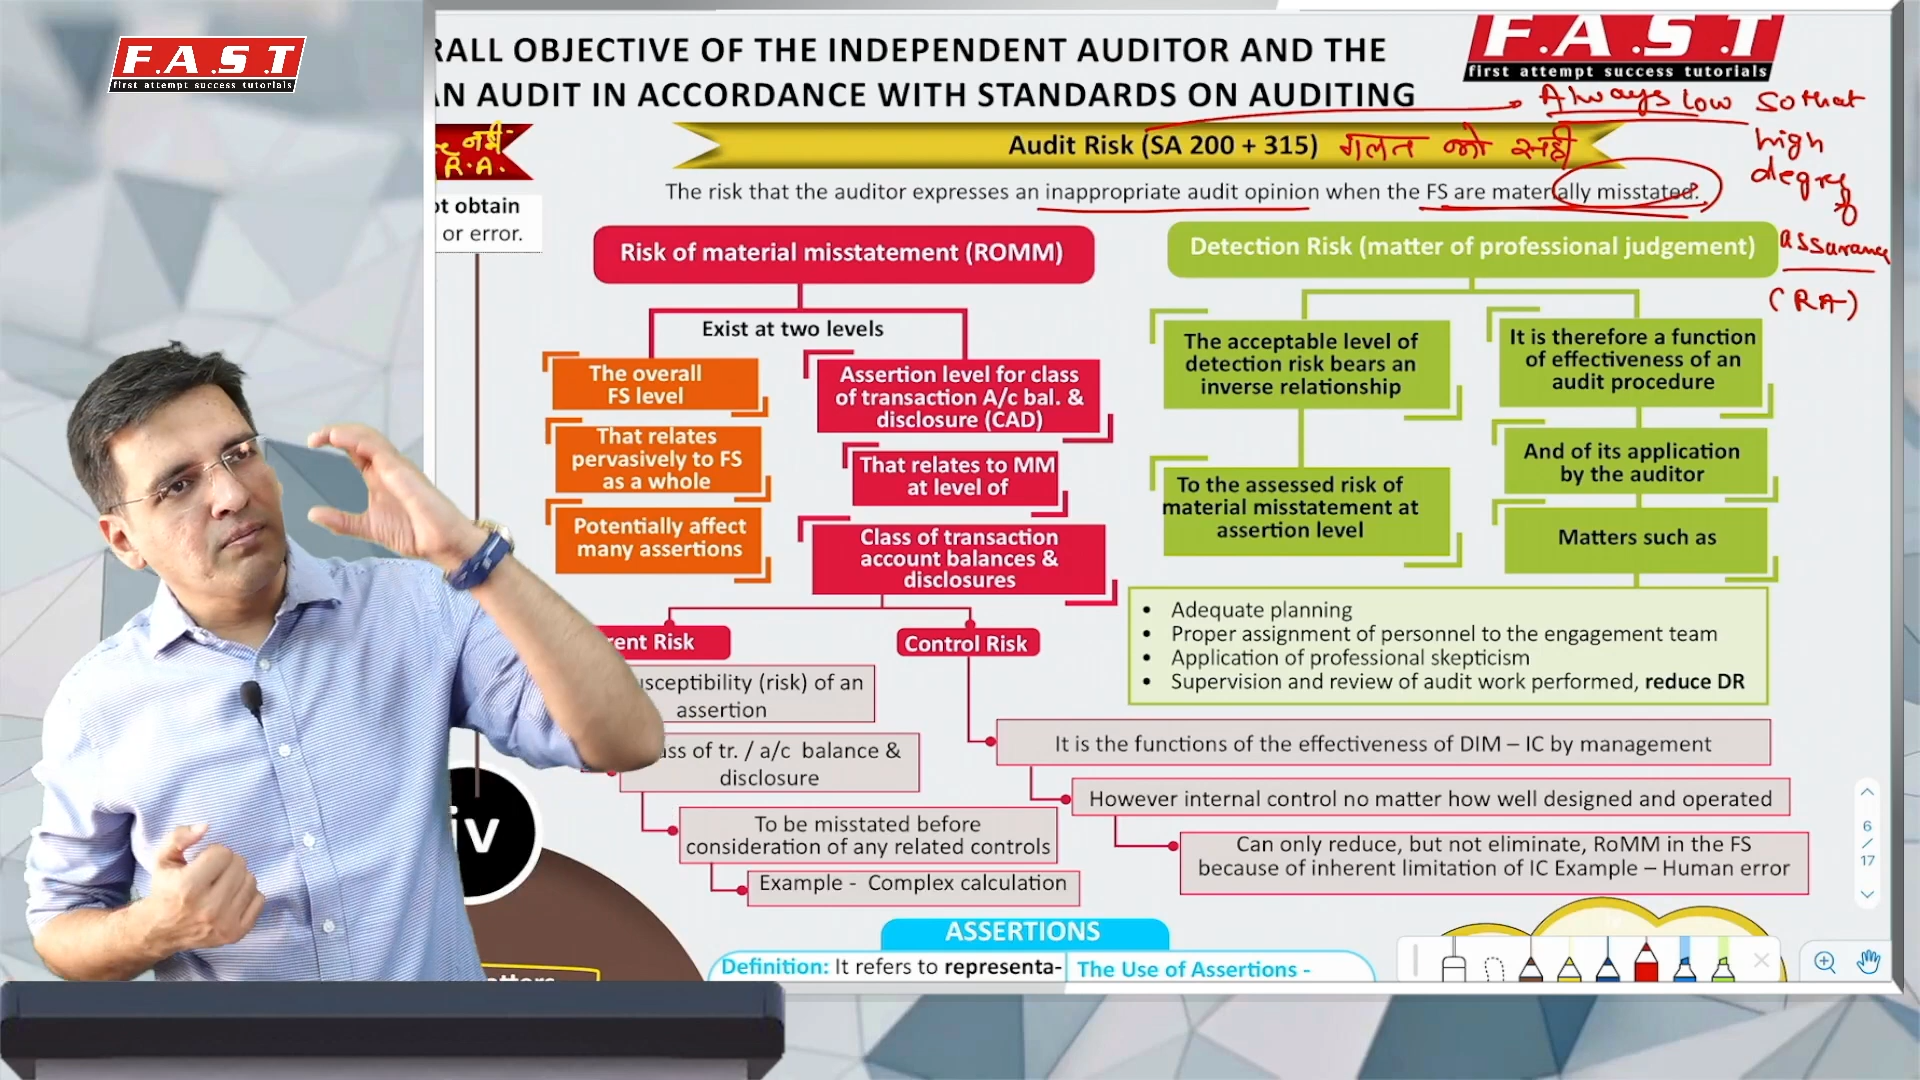 F.A.S.T
first attempt success tutorials
RALL OBJECTIVE OF THE INDEPENDENT AUDITOR AND THE
AN AUDIT IN ACCORDANCE WITH STANDARDS ON AUDITING
F.A.S.T
first attempt success tutorials
Always low so that
high
degree
of
assurance
(RA)
नहीं
R.A.
ot obtain
or error.
Audit Risk (SA 200 + 315) गलत को सही
The risk that the auditor expresses an inappropriate audit opinion when the FS are materially misstated.
Risk of material misstatement (ROMM)
Exist at two levels
The overall
FS level
That relates
pervasively to FS
as a whole
Potentially affect
many assertions
Assertion level for class
of transaction A/c bal. &
disclosure (CAD)
That relates to MM
at level of
Class of transaction
account balances &
disclosures
rent Risk
usceptibility (risk) of an
assertion
ass of tr. / a/c balance &
disclosure
To be misstated before
consideration of any related controls
Example - Complex calculation
Control Risk
It is the functions of the effectiveness of DIM – IC by management
However internal control no matter how well designed and operated
Can only reduce, but not eliminate, RoMM in the FS
because of inherent limitation of IC Example – Human error
Detection Risk (matter of professional judgement)
The acceptable level of
detection risk bears an
inverse relationship
To the assessed risk of
material misstatement at
assertion level
It is therefore a function
of effectiveness of an
audit procedure
And of its application
by the auditor
Matters such as
• Adequate planning
• Proper assignment of personnel to the engagement team
• Application of professional skepticism
• Supervision and review of audit work performed, reduce DR
iv
ASSERTIONS
Definition: It refers to representa-
The Use of Assertions -
6
/
17